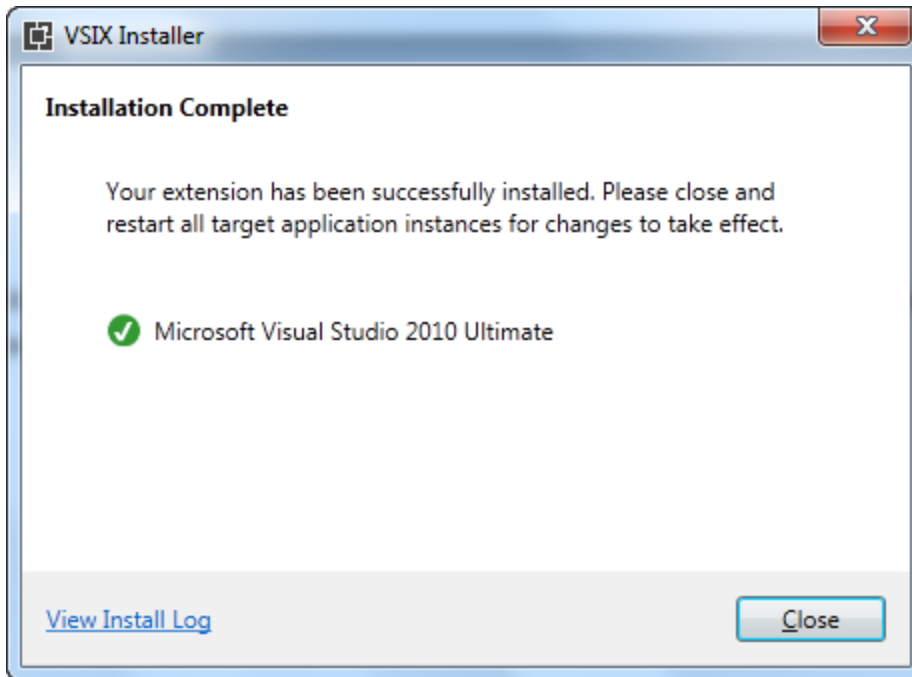 VSIX Installer
Installation Complete
Your extension has been successfully installed. Please close and
restart all target application instances for changes to take effect.
Microsoft Visual Studio 2010 Ultimate
View Install Log
Close